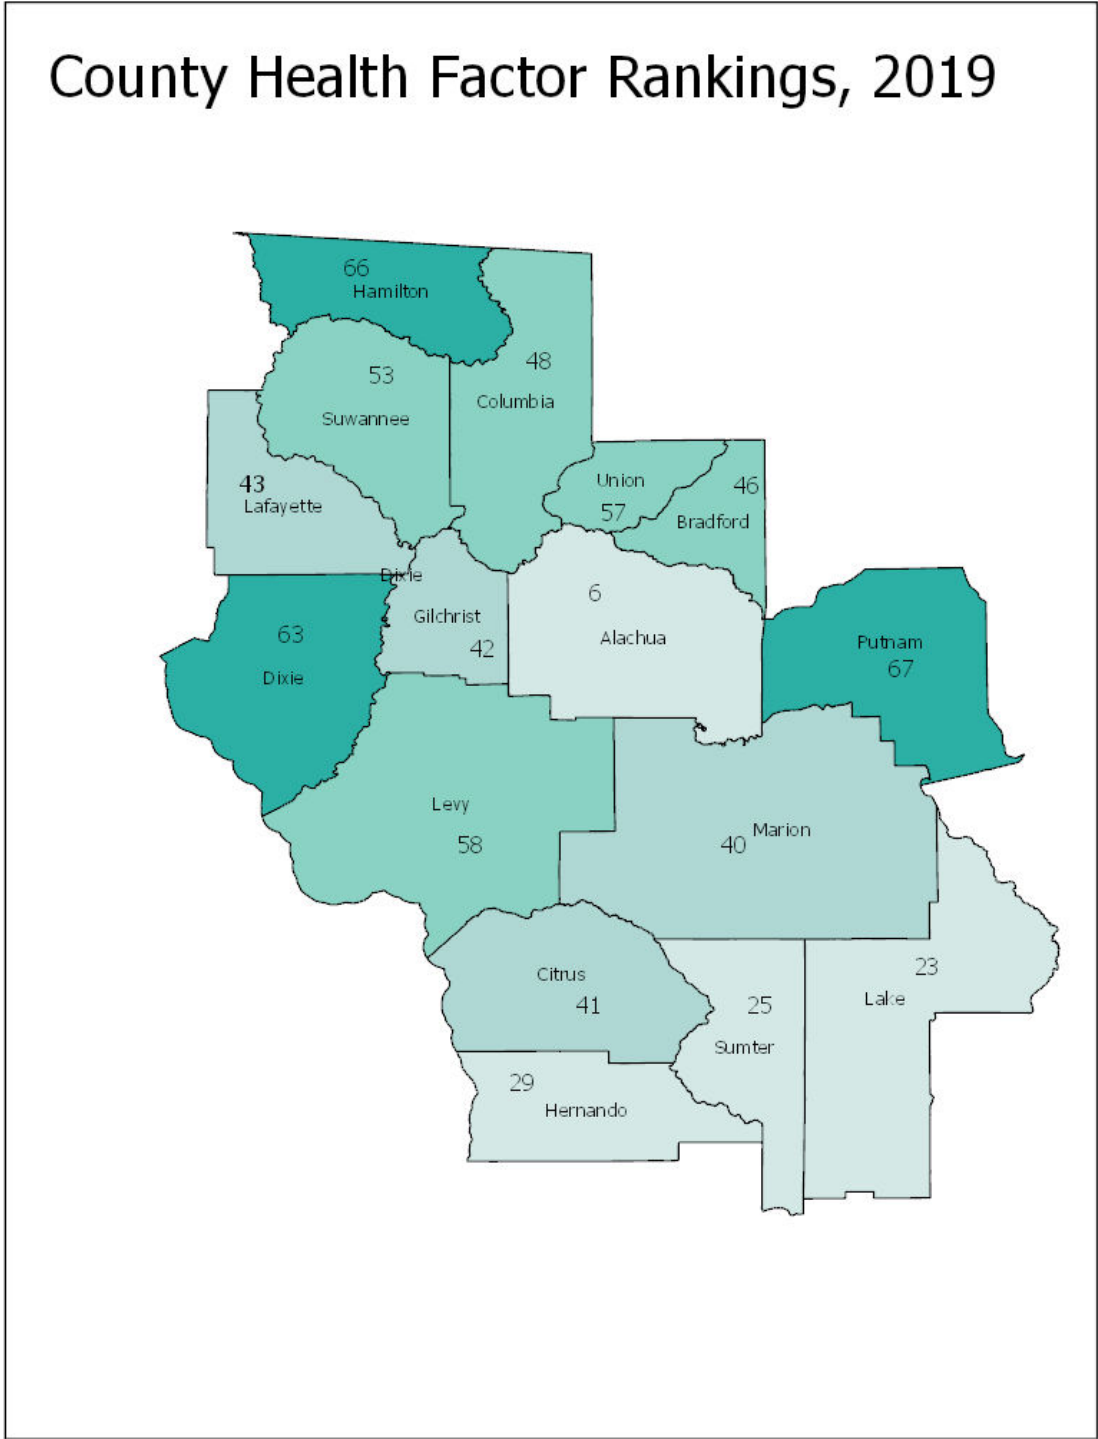 County Health Factor Rankings, 2019
66
Hamilton
48
Columbia
53
Suwannee
43
Lafayette
Union
57
46
Bradford
Dixie
Gilchrist
42
6
Alachua
63
Dixie
Putnam
67
Levy
58
Marion
40
Citrus
41
23
Lake
25
Sumter
29
Hernando